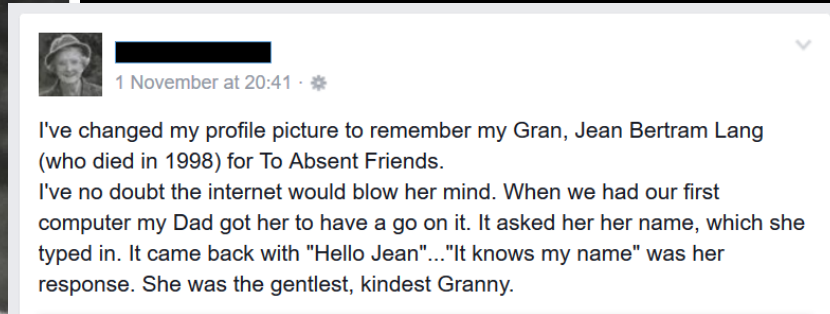 1 November at 20:41 ·
I've changed my profile picture to remember my Gran, Jean Bertram Lang
(who died in 1998) for To Absent Friends.
I've no doubt the internet would blow her mind. When we had our first
computer my Dad got her to have a go on it. It asked her her name, which she
typed in. It came back with "Hello Jean"..."It knows my name" was her
response. She was the gentlest, kindest Granny.